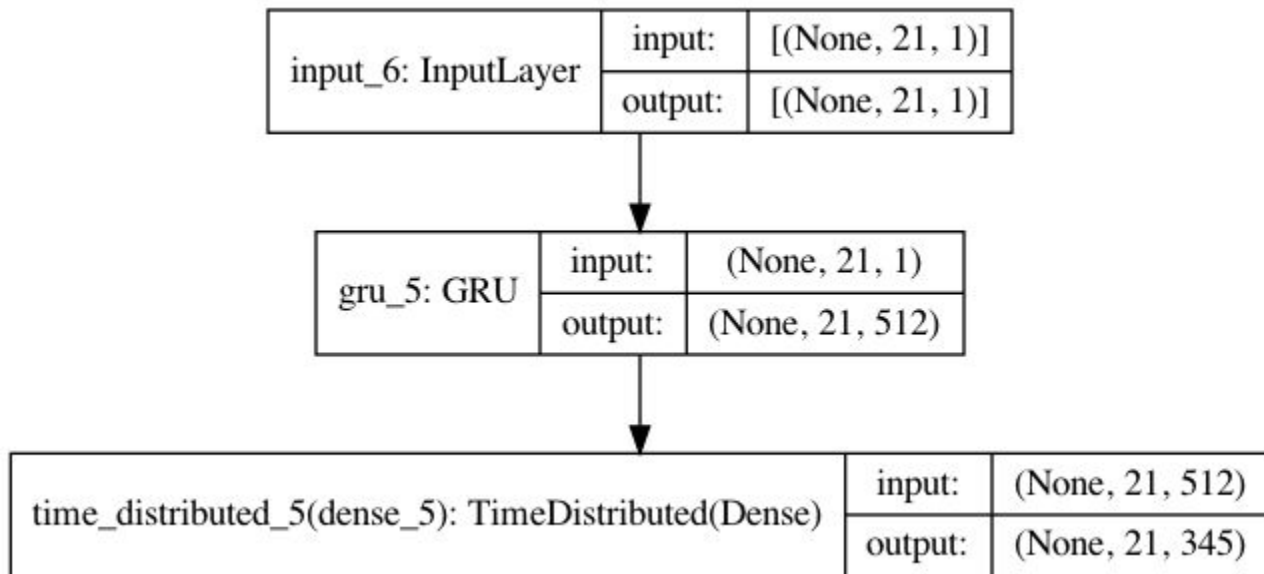 input_6: InputLayer
input: [(None, 21, 1)]
output: [(None, 21, 1)]
gru_5: GRU
input: (None, 21, 1)
output: (None, 21, 512)
time_distributed_5(dense_5): TimeDistributed(Dense)
input: (None, 21, 512)
output: (None, 21, 345)